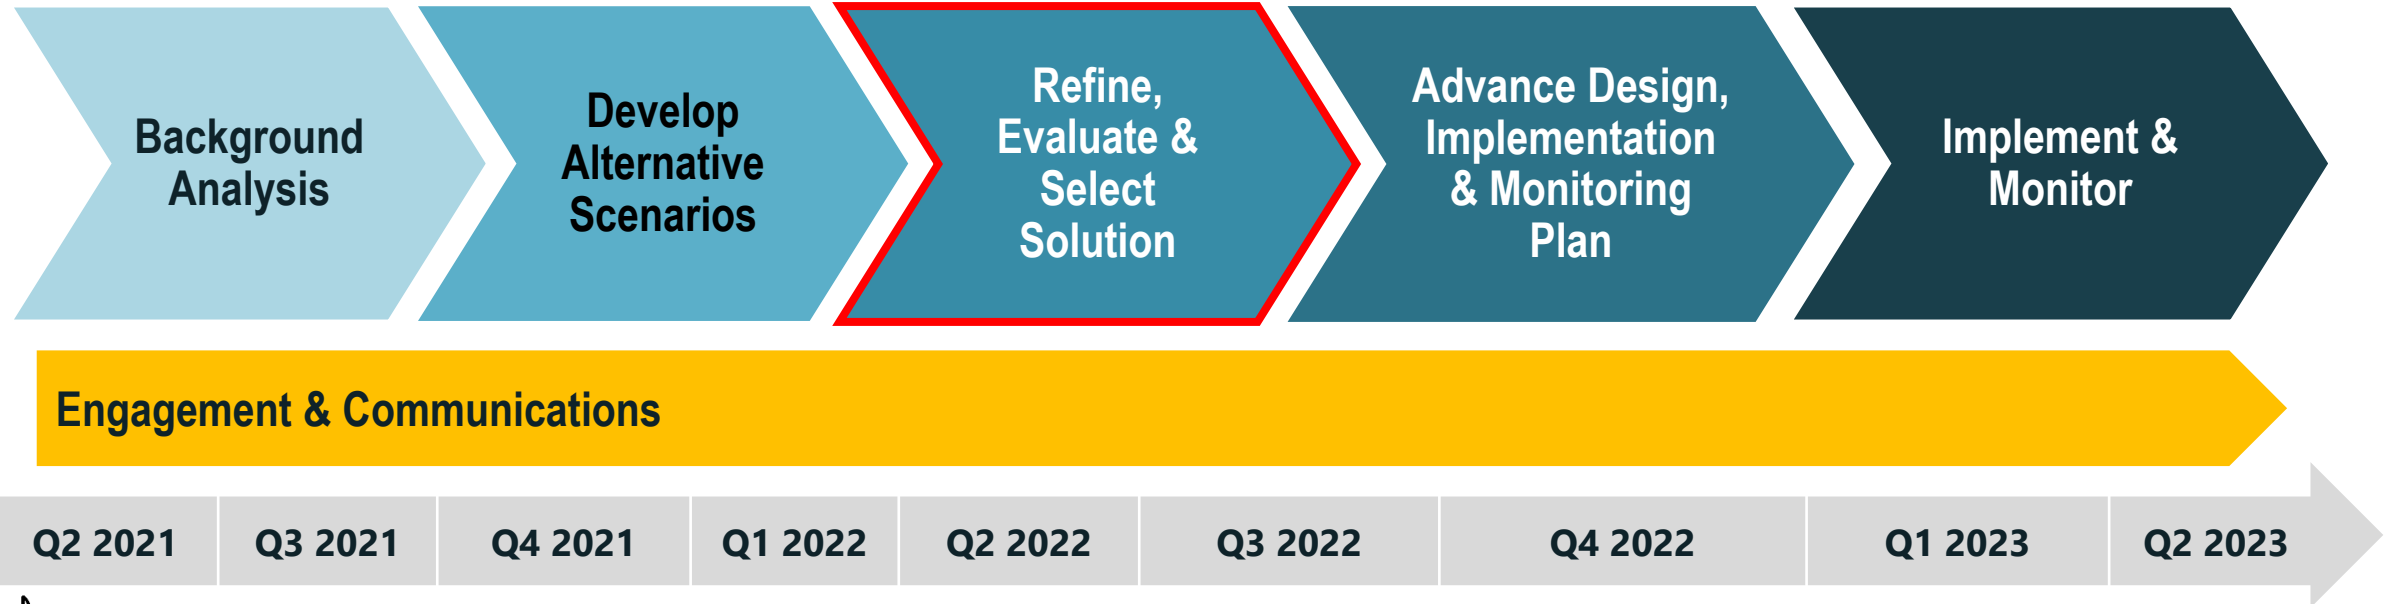 Background
Analysis
Develop
Alternative
Scenarios
Refine,
Evaluate &
Select
Solution
Advance Design,
Implementation
& Monitoring
Plan
Implement &
Monitor
Engagement & Communications
Q2 2021 Q3 2021 Q4 2021 Q1 2022 Q2 2022 Q3 2022 Q4 2022 Q1 2023 Q2 2023